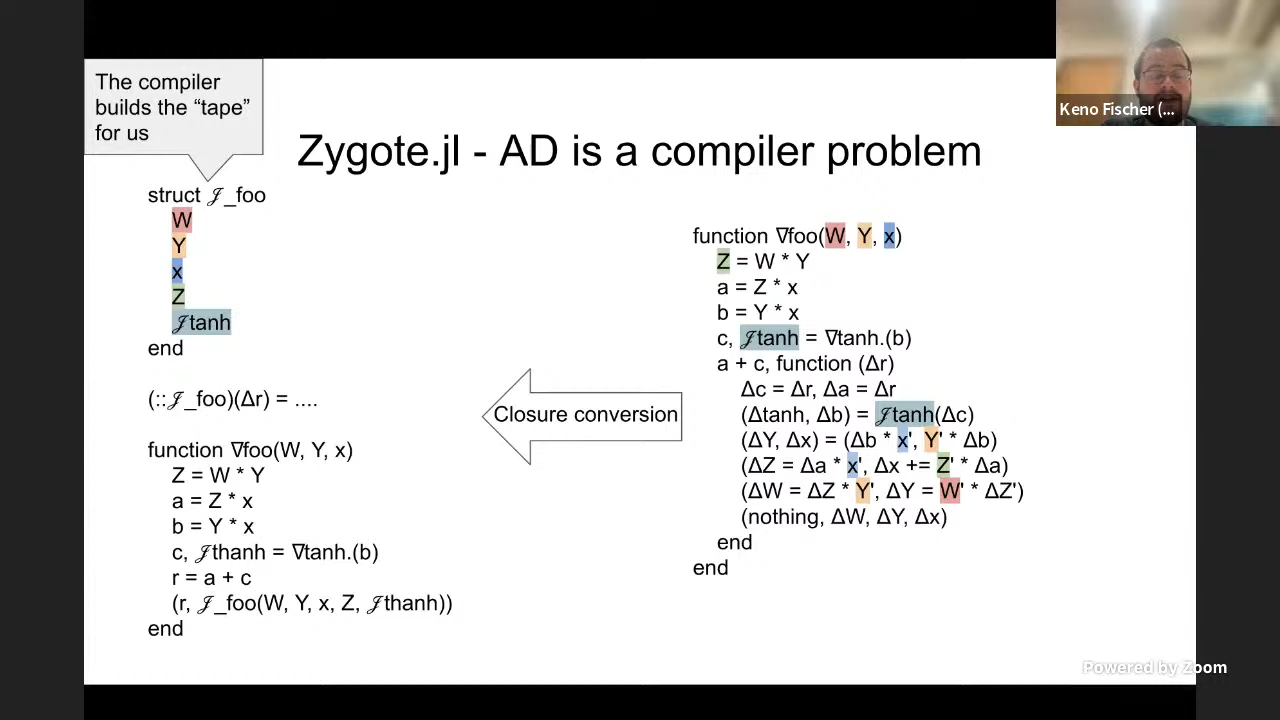 The compiler
builds the “tape”
for us
Zygote.jl - AD is a compiler problem
Keno Fischer (...
struct 𝒥_foo
W
Y
x
Z
𝒥tanh
end
(::𝒥_foo)(Δr) = ....
function ∇foo(W, Y, x)
Z = W * Y
a = Z * x
b = Y * x
c, 𝒥thanh = ∇tanh.(b)
r = a + c
(r, 𝒥_foo(W, Y, x, Z, 𝒥thanh))
end
Closure conversion
function ∇foo(W, Y, x)
Z = W * Y
a = Z * x
b = Y * x
c, 𝒥tanh = ∇tanh.(b)
a + c, function (Δr)
Δc = Δr, Δa = Δr
(Δtanh, Δb) = 𝒥tanh(Δc)
(ΔY, Δx) = (Δb * x', Y' * Δb)
(ΔZ = Δa * x', Δx += Z' * Δa)
(ΔW = ΔZ * Y', ΔY = W' * ΔZ')
(nothing, ΔW, ΔY, Δx)
end
end
Powered by Zoom